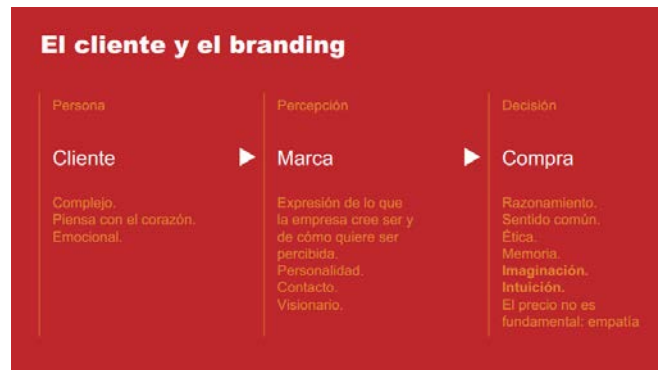 El cliente y el branding
Persona
Cliente
Complejo.
Piensa con el corazón.
Emocional.
Percepción
Marca
Expresión de lo que
la empresa cree ser y
de cómo quiere ser
percibida.
Personalidad.
Contacto.
Visionario.
Decisión
Compra
Razonamiento.
Sentido común.
Ética.
Memoria.
Imaginación.
Intuición.
El precio no es
fundamental: empatía